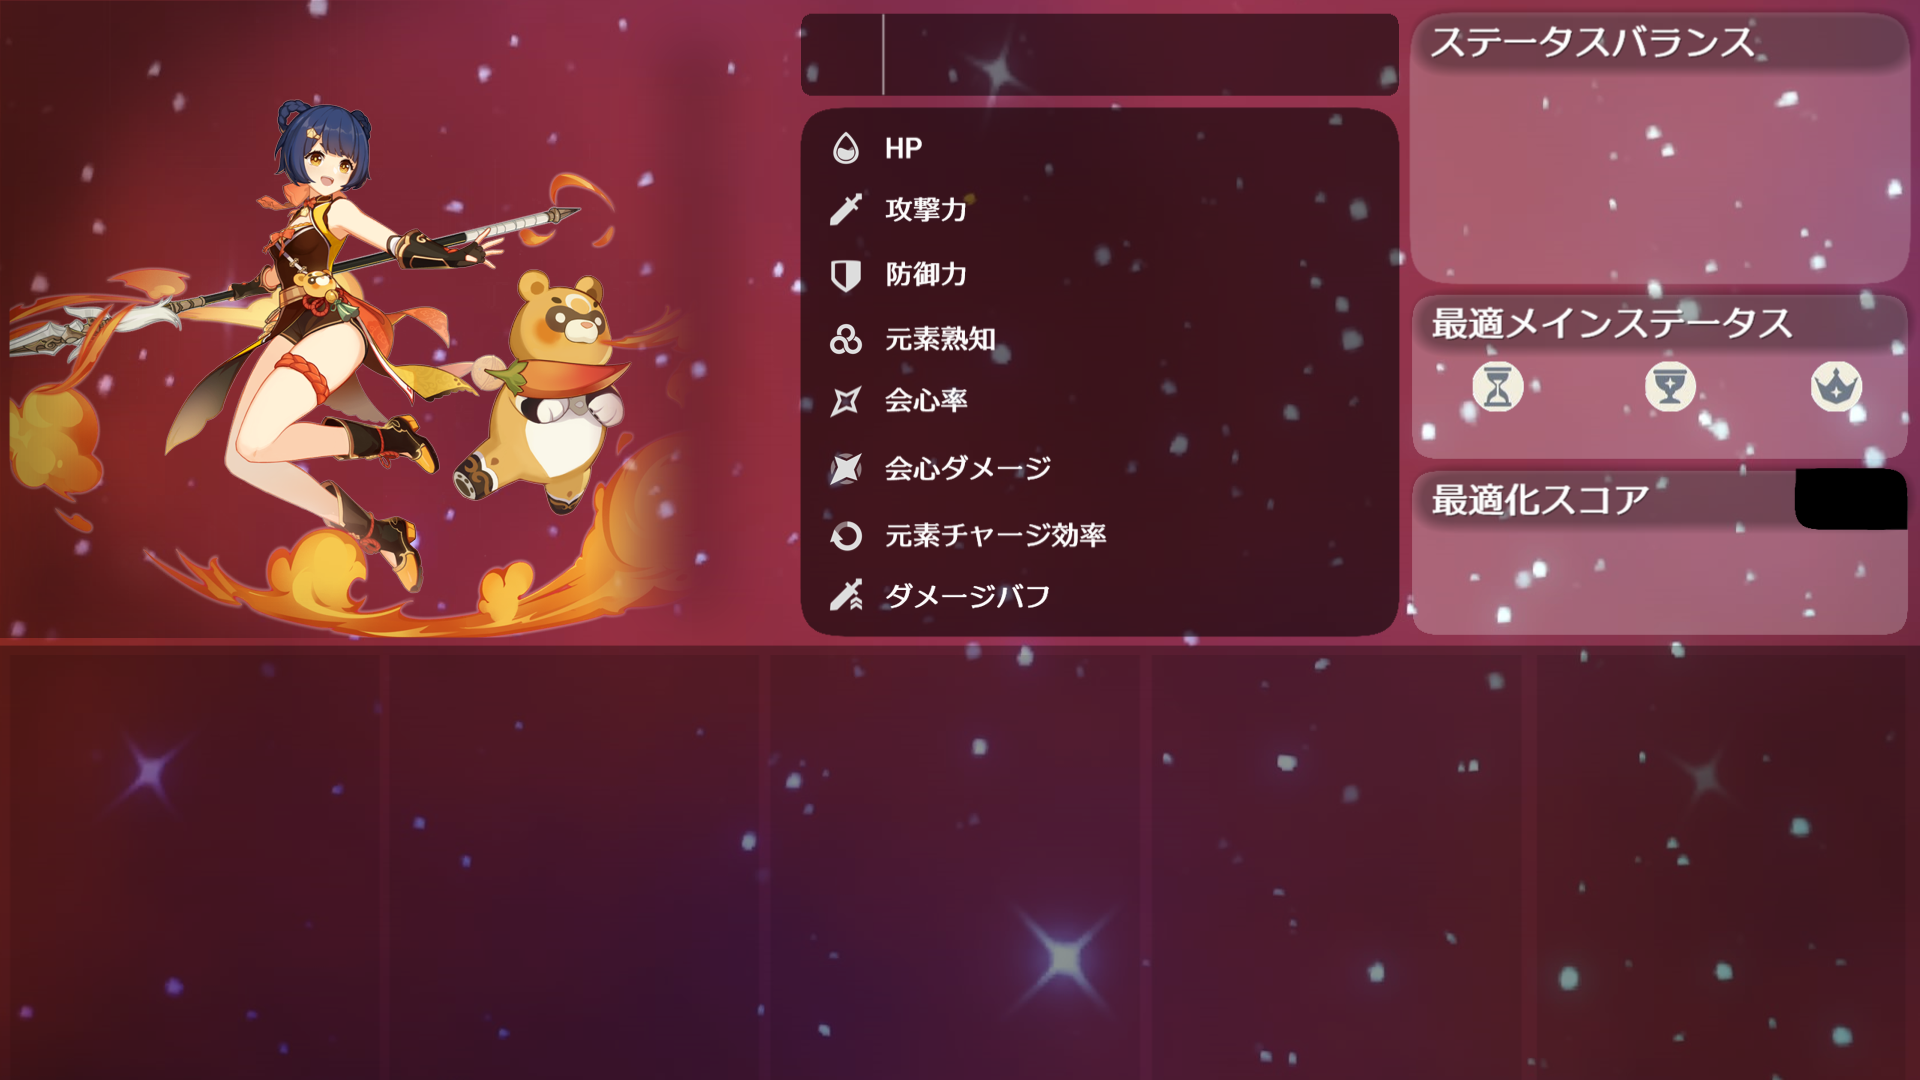 HP
攻撃力
防御力
元素熟知
会心率
会心ダメージ
元素チャージ効率
ダメージバフ
ステータスバランス
最適メインステータス
最適化スコア